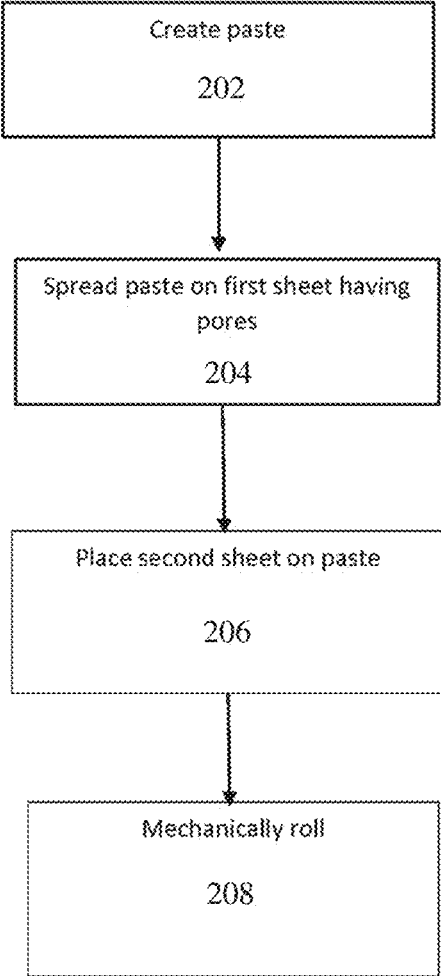 Create paste
202
Spread paste on first sheet having
pores
204
Place second sheet on paste
206
Mechanically roll
208